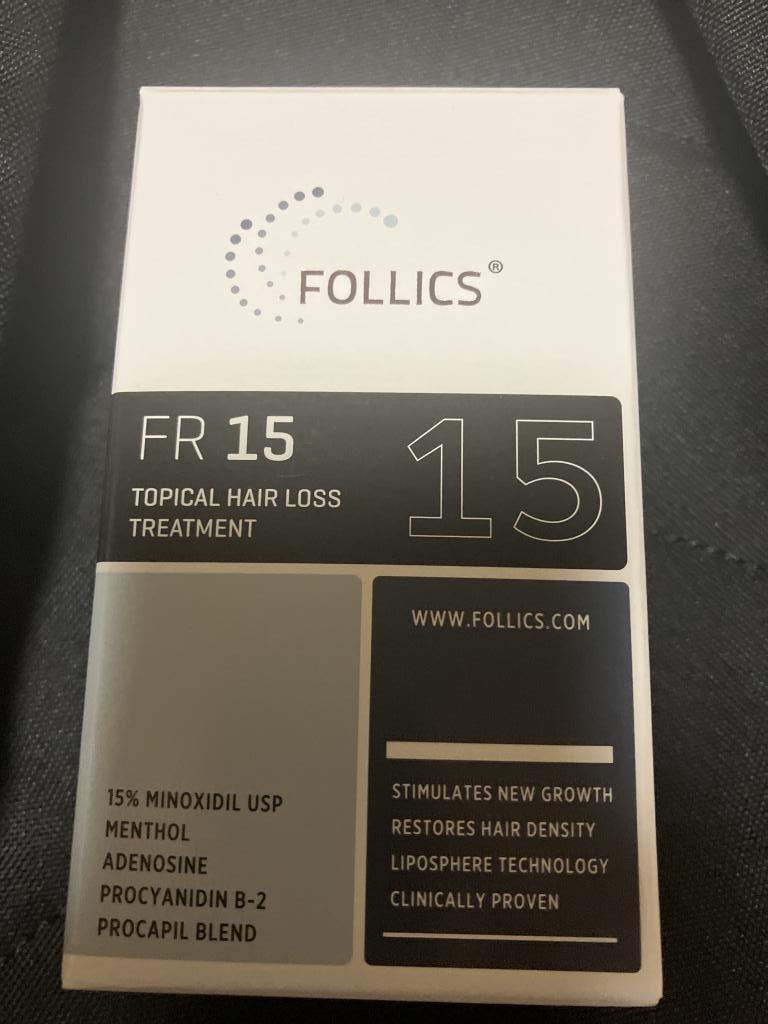 FOLLICS®
FR 15
TOPICAL HAIR LOSS
TREATMENT
15
WWW.FOLLICS.COM
15% MINOXIDIL USP
MENTHOL
ADENOSINE
PROCYANIDIN B-2
PROCAPIL BLEND
STIMULATES NEW GROWTH
RESTORES HAIR DENSITY
LIPOSPHERE TECHNOLOGY
CLINICALLY PROVEN